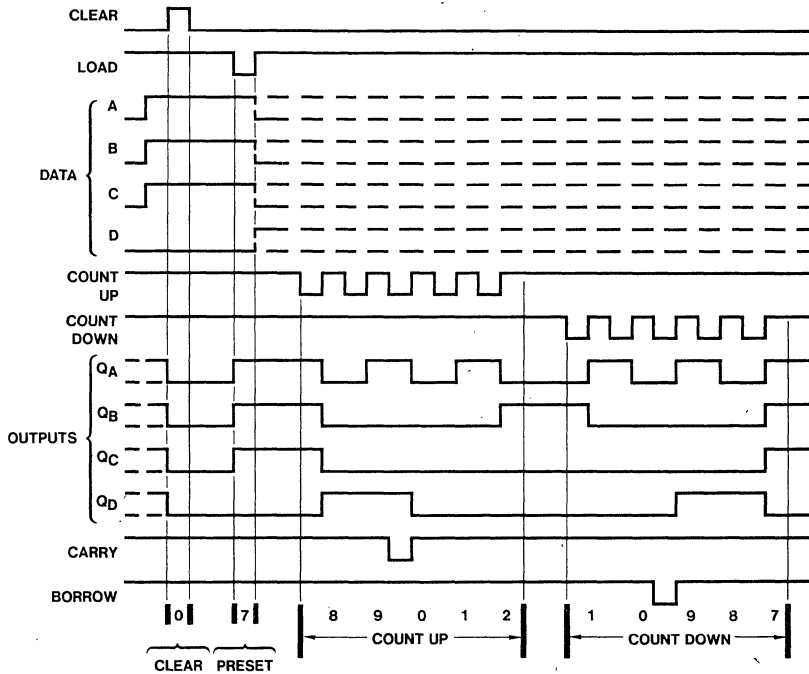 CLEAR
LOAD
A
B
DATA
C
D
COUNT
UP
COUNT
DOWN
QA
QB
OUTPUTS
QC
QD
CARRY
BORROW
0 7 8 9 0 1 2 1 0 9 8 7
COUNT UP COUNT DOWN
CLEAR PRESET